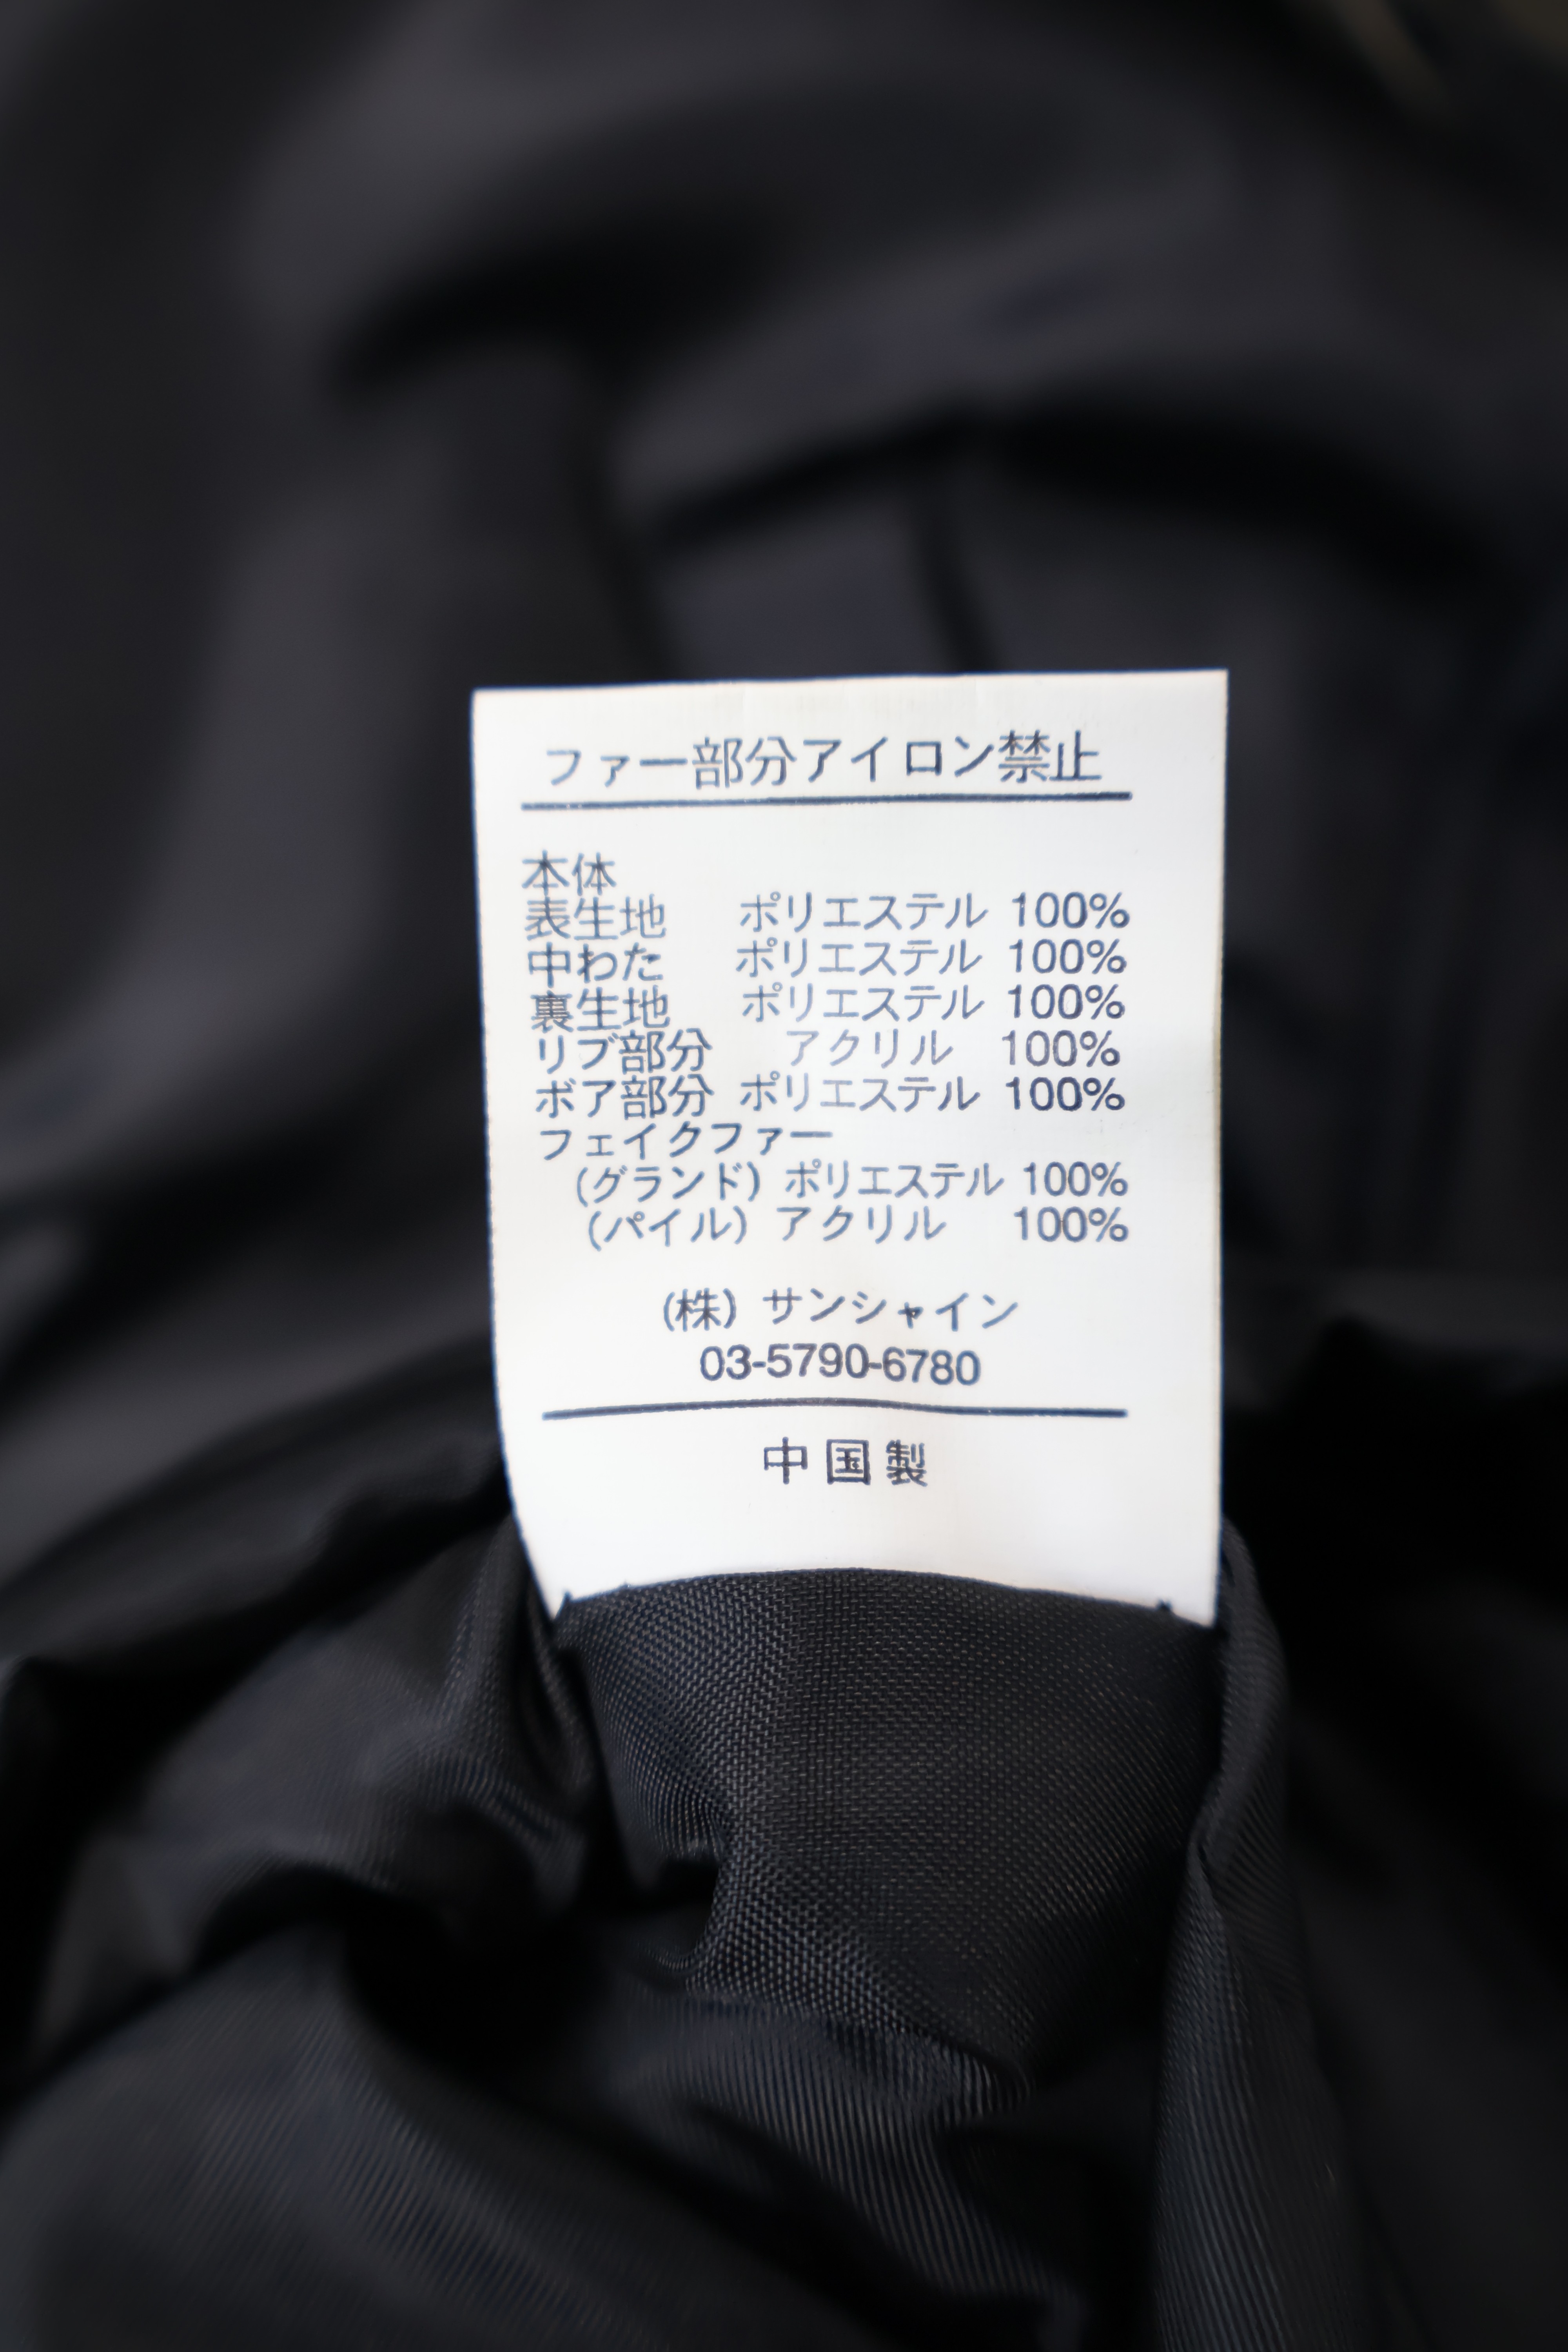 ファー部分アイロン禁止
本体
表生地 ポリエステル 100%
中わた ポリエステル 100%
裏生地 ポリエステル 100%
リブ部分 アクリル 100%
ボア部分 ポリエステル 100%
フェイクファー
(グランド) ポリエステル 100%
(パイル) アクリル 100%
(株) サンシャイン
03-5790-6780
中国製